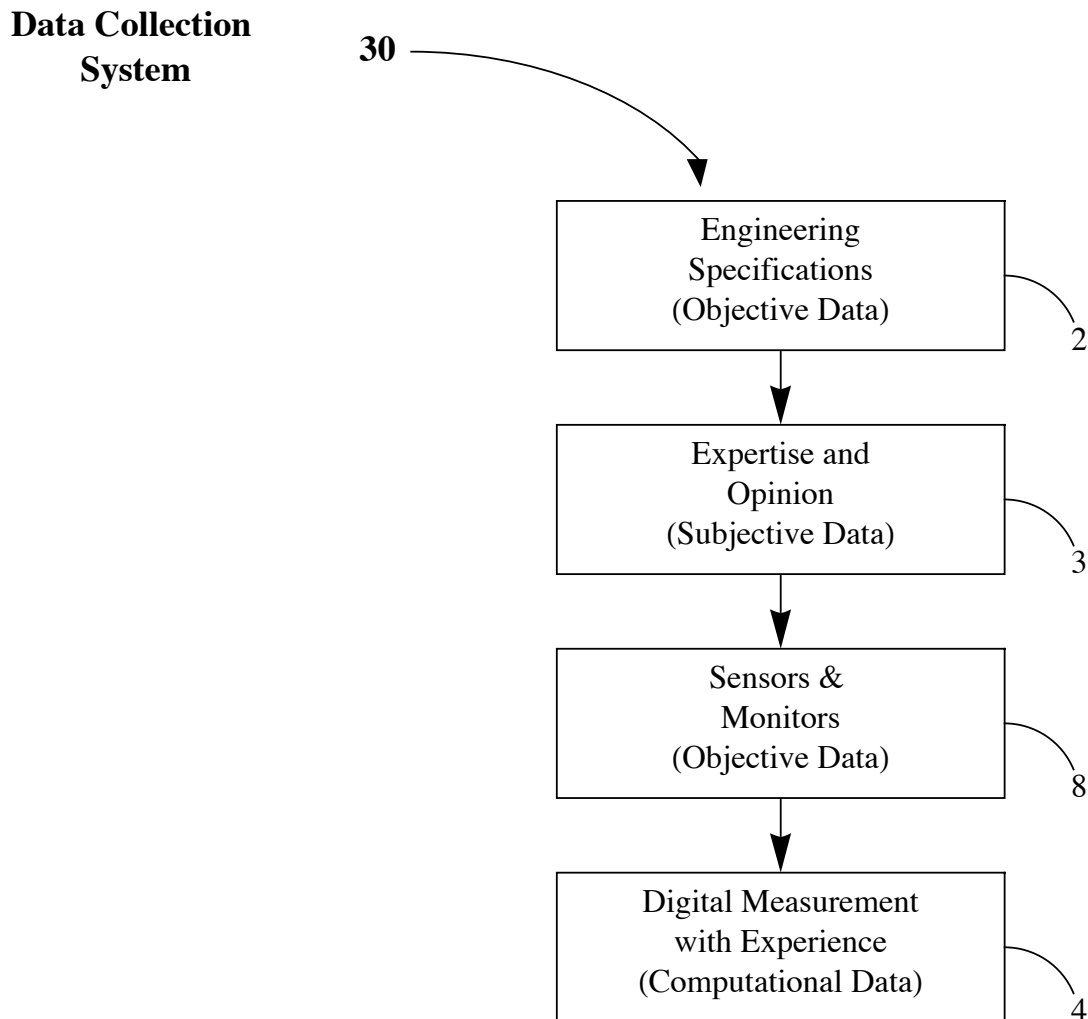 Data Collection
System
30
Engineering
Specifications
(Objective Data)
2
Expertise and
Opinion
(Subjective Data)
3
Sensors &
Monitors
(Objective Data)
8
Digital Measurement
with Experience
(Computational Data)
4